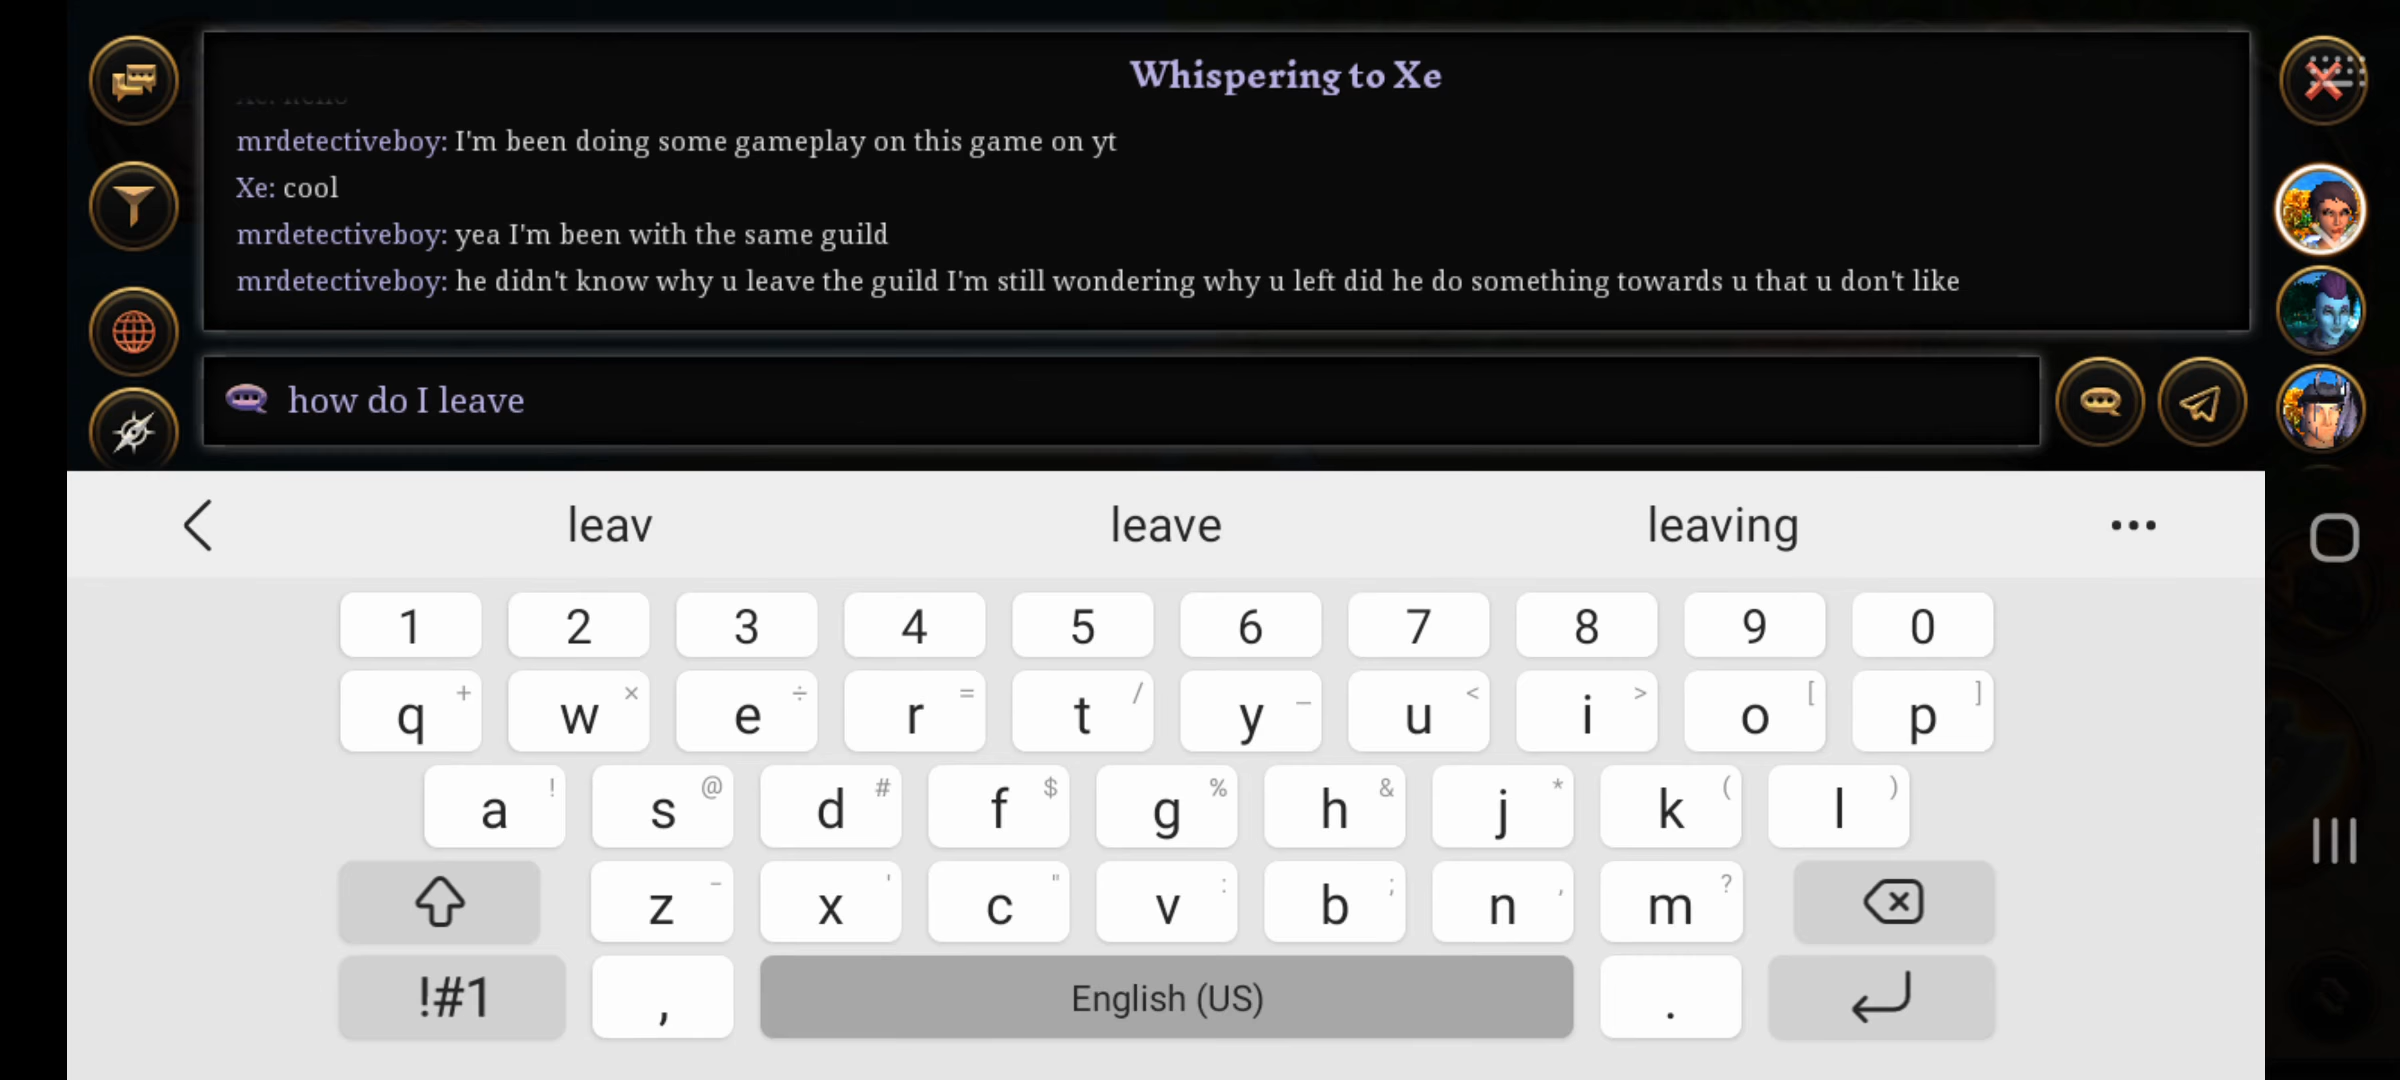 Whispering to Xe
Xe: hello
mrdetectiveboy: I'm been doing some gameplay on this game on yt
Xe: cool
mrdetectiveboy: yea I'm been with the same guild
mrdetectiveboy: he didn't know why u leave the guild I'm still wondering why u left did he do something towards u that u don't like
how do I leave
leav leave leaving
1 2 3 4 5 6 7 8 9 0
q + w × e ÷ r = t / y _ u < i > o [ p ]
a ! s @ d # f $ g % h & j * k ( l )
z - x ' c " v : b ; n , m ?
!#1 , English (US) .